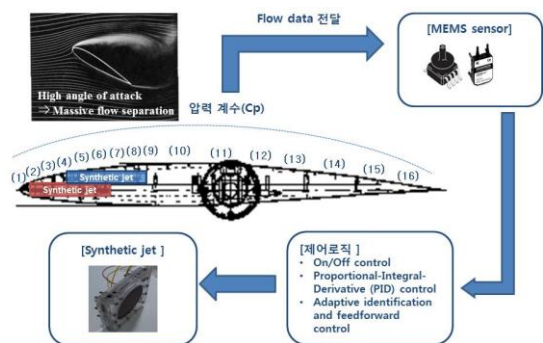 Flow data 전달
[MEMS sensor]
High angle of attack
⇒ Massive flow separation
압력 계수(Cp)
(1) (2) (3) (4) (5) (6) (7) (8) (9) (10) (11) (12) (13) (14) (15) (16)
Synthetic jet
Synthetic jet
[Synthetic jet ]
[제어로직 ]
• On/Off control
• Proportional-Integral-
Derivative (PID) control
• Adaptive identification
and feedforward
control